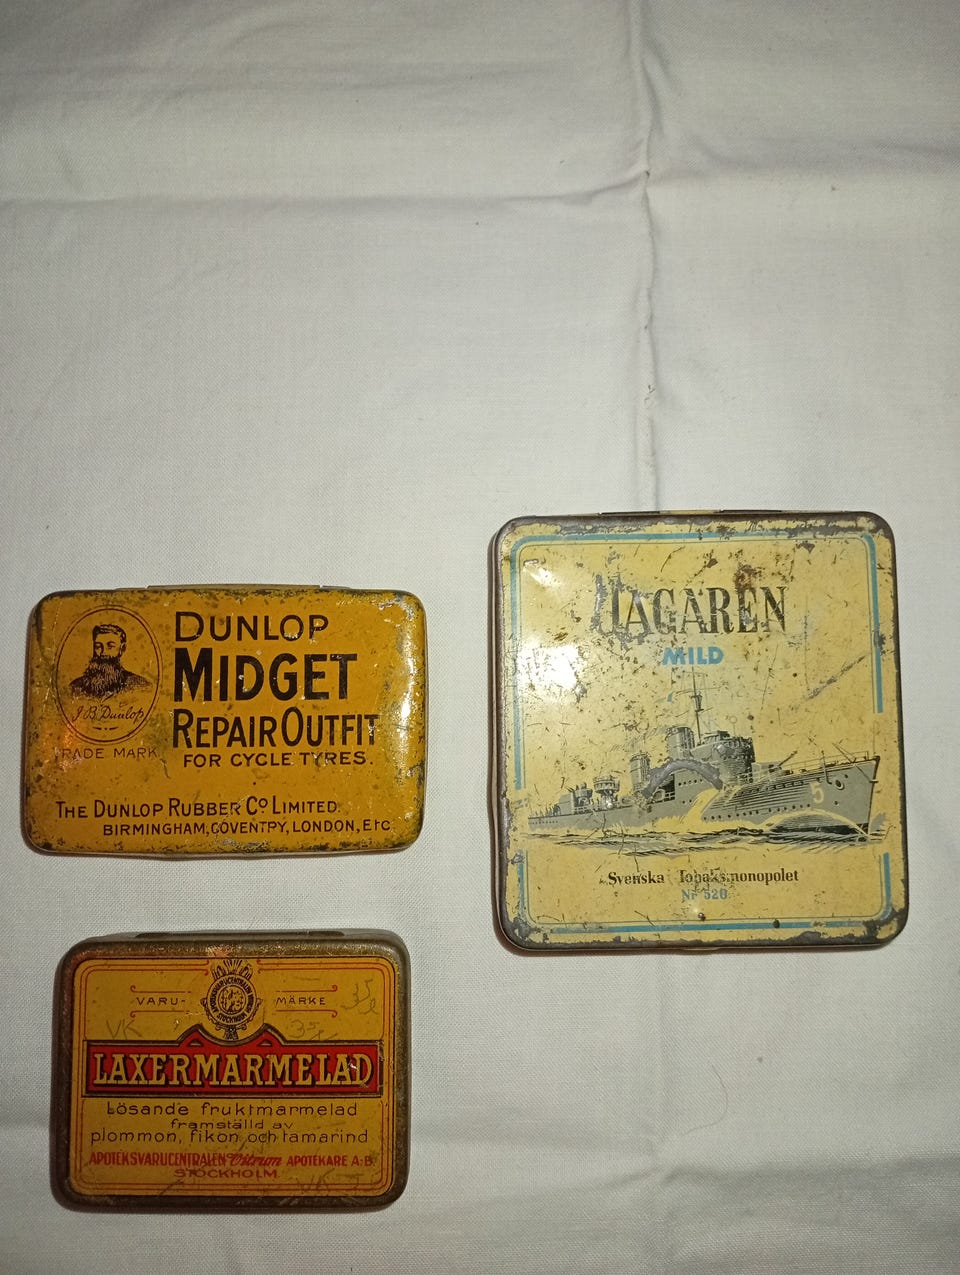 DUNLOP
MIDGET
REPAIR OUTFIT
FOR CYCLE TYRES.
J B Dunlop
TRADE MARK
THE DUNLOP RUBBER Co LIMITED.
BIRMINGHAM, COVENTRY, LONDON, Etc
JAGAREN
MILD
5
Svenska Tobaksmonopolet
Nr 520
VARU- MÄRKE
VK
LAXERMARMELAD
Lösande fruktmarmelad
framställd av
plommon, fikon och tamarind
APOTEKSVARUCENTRALEN Vitrum APOTEKARE A.B.
STOCKHOLM